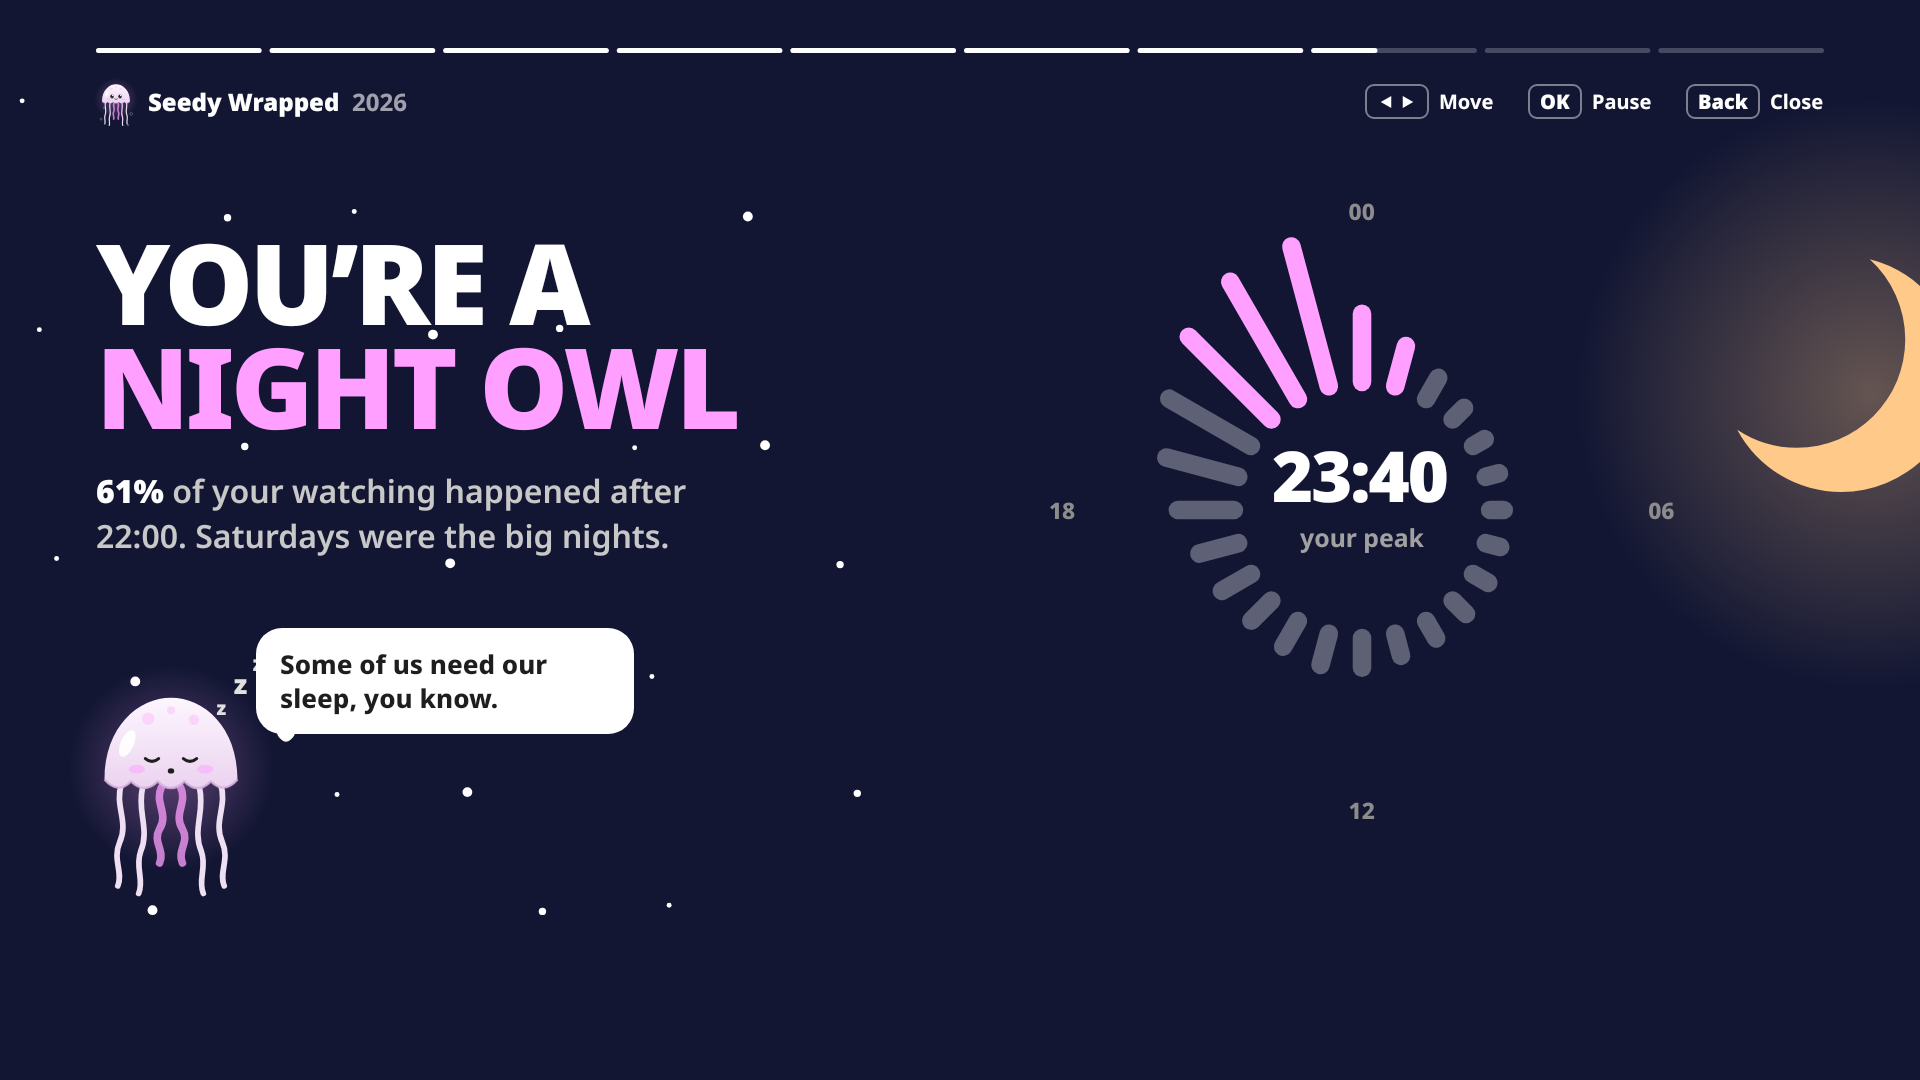 Seedy Wrapped 2026
◀ ▶ Move OK Pause Back Close
YOU’RE A
NIGHT OWL
61% of your watching happened after
22:00. Saturdays were the big nights.
z
z
Some of us need our
sleep, you know.
00
18
23:40
your peak
06
12